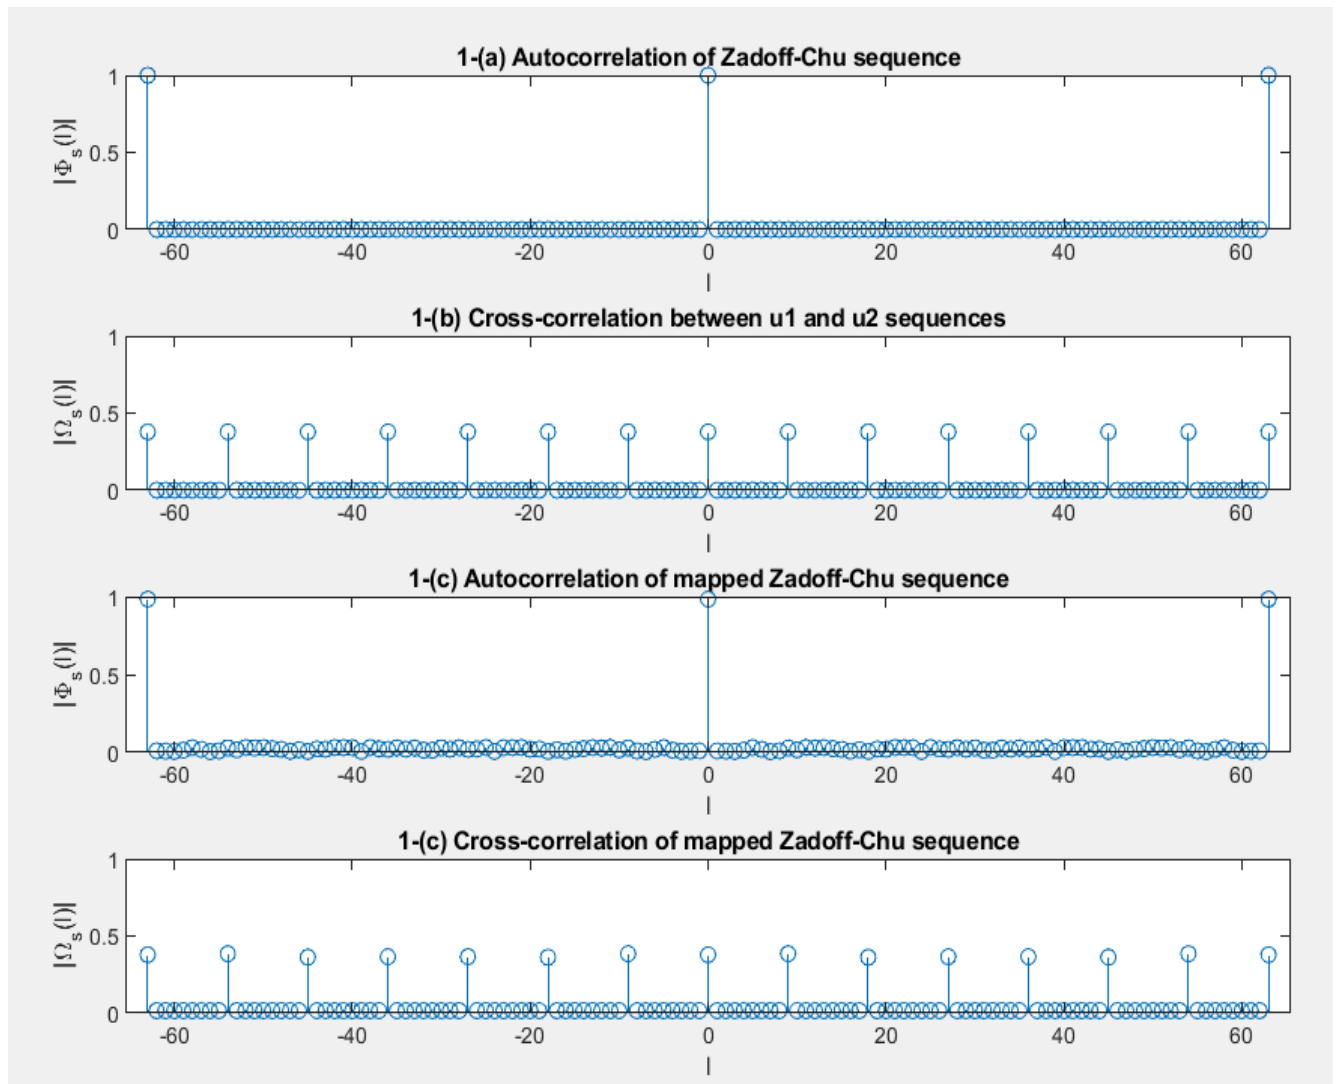 1-(a) Autocorrelation of Zadoff-Chu sequence
1
0.5
0
|Φs(l)|
-60 -40 -20 0 20 40 60
l
1-(b) Cross-correlation between u1 and u2 sequences
1
0.5
0
|Ωs(l)|
-60 -40 -20 0 20 40 60
l
1-(c) Autocorrelation of mapped Zadoff-Chu sequence
1
0.5
0
|Φs(l)|
-60 -40 -20 0 20 40 60
l
1-(c) Cross-correlation of mapped Zadoff-Chu sequence
1
0.5
0
|Ωs(l)|
-60 -40 -20 0 20 40 60
l